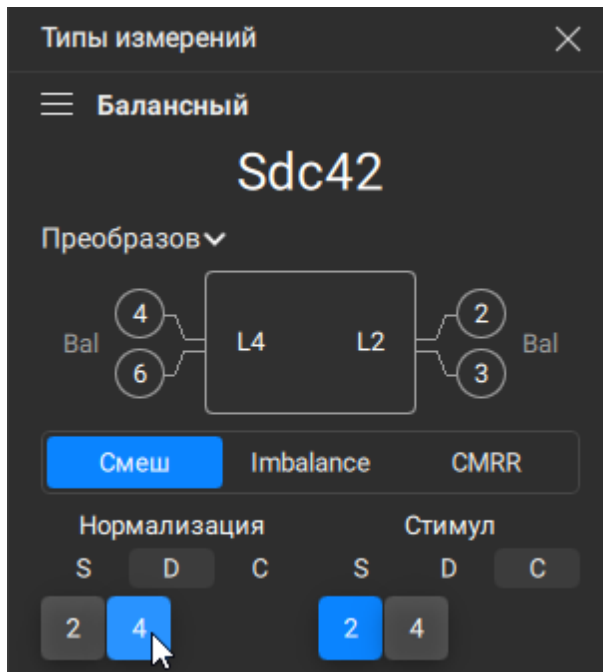 Типы измерений
Балансный
Sdc42
Преобразов
4 2
Bal L4 L2 Bal
6 3
Смеш Imbalance CMRR
Нормализация Стимул
S D C S D C
2 4 2 4